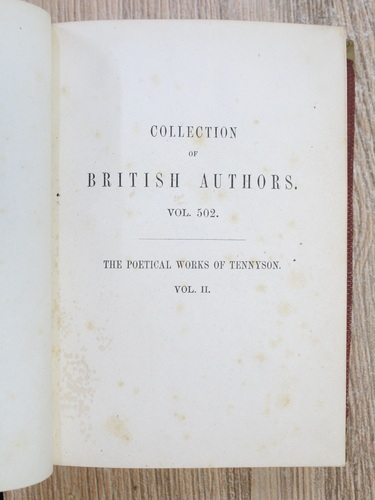 COLLECTION
OF
BRITISH AUTHORS.
VOL. 502.
THE POETICAL WORKS OF TENNYSON.
VOL. II.